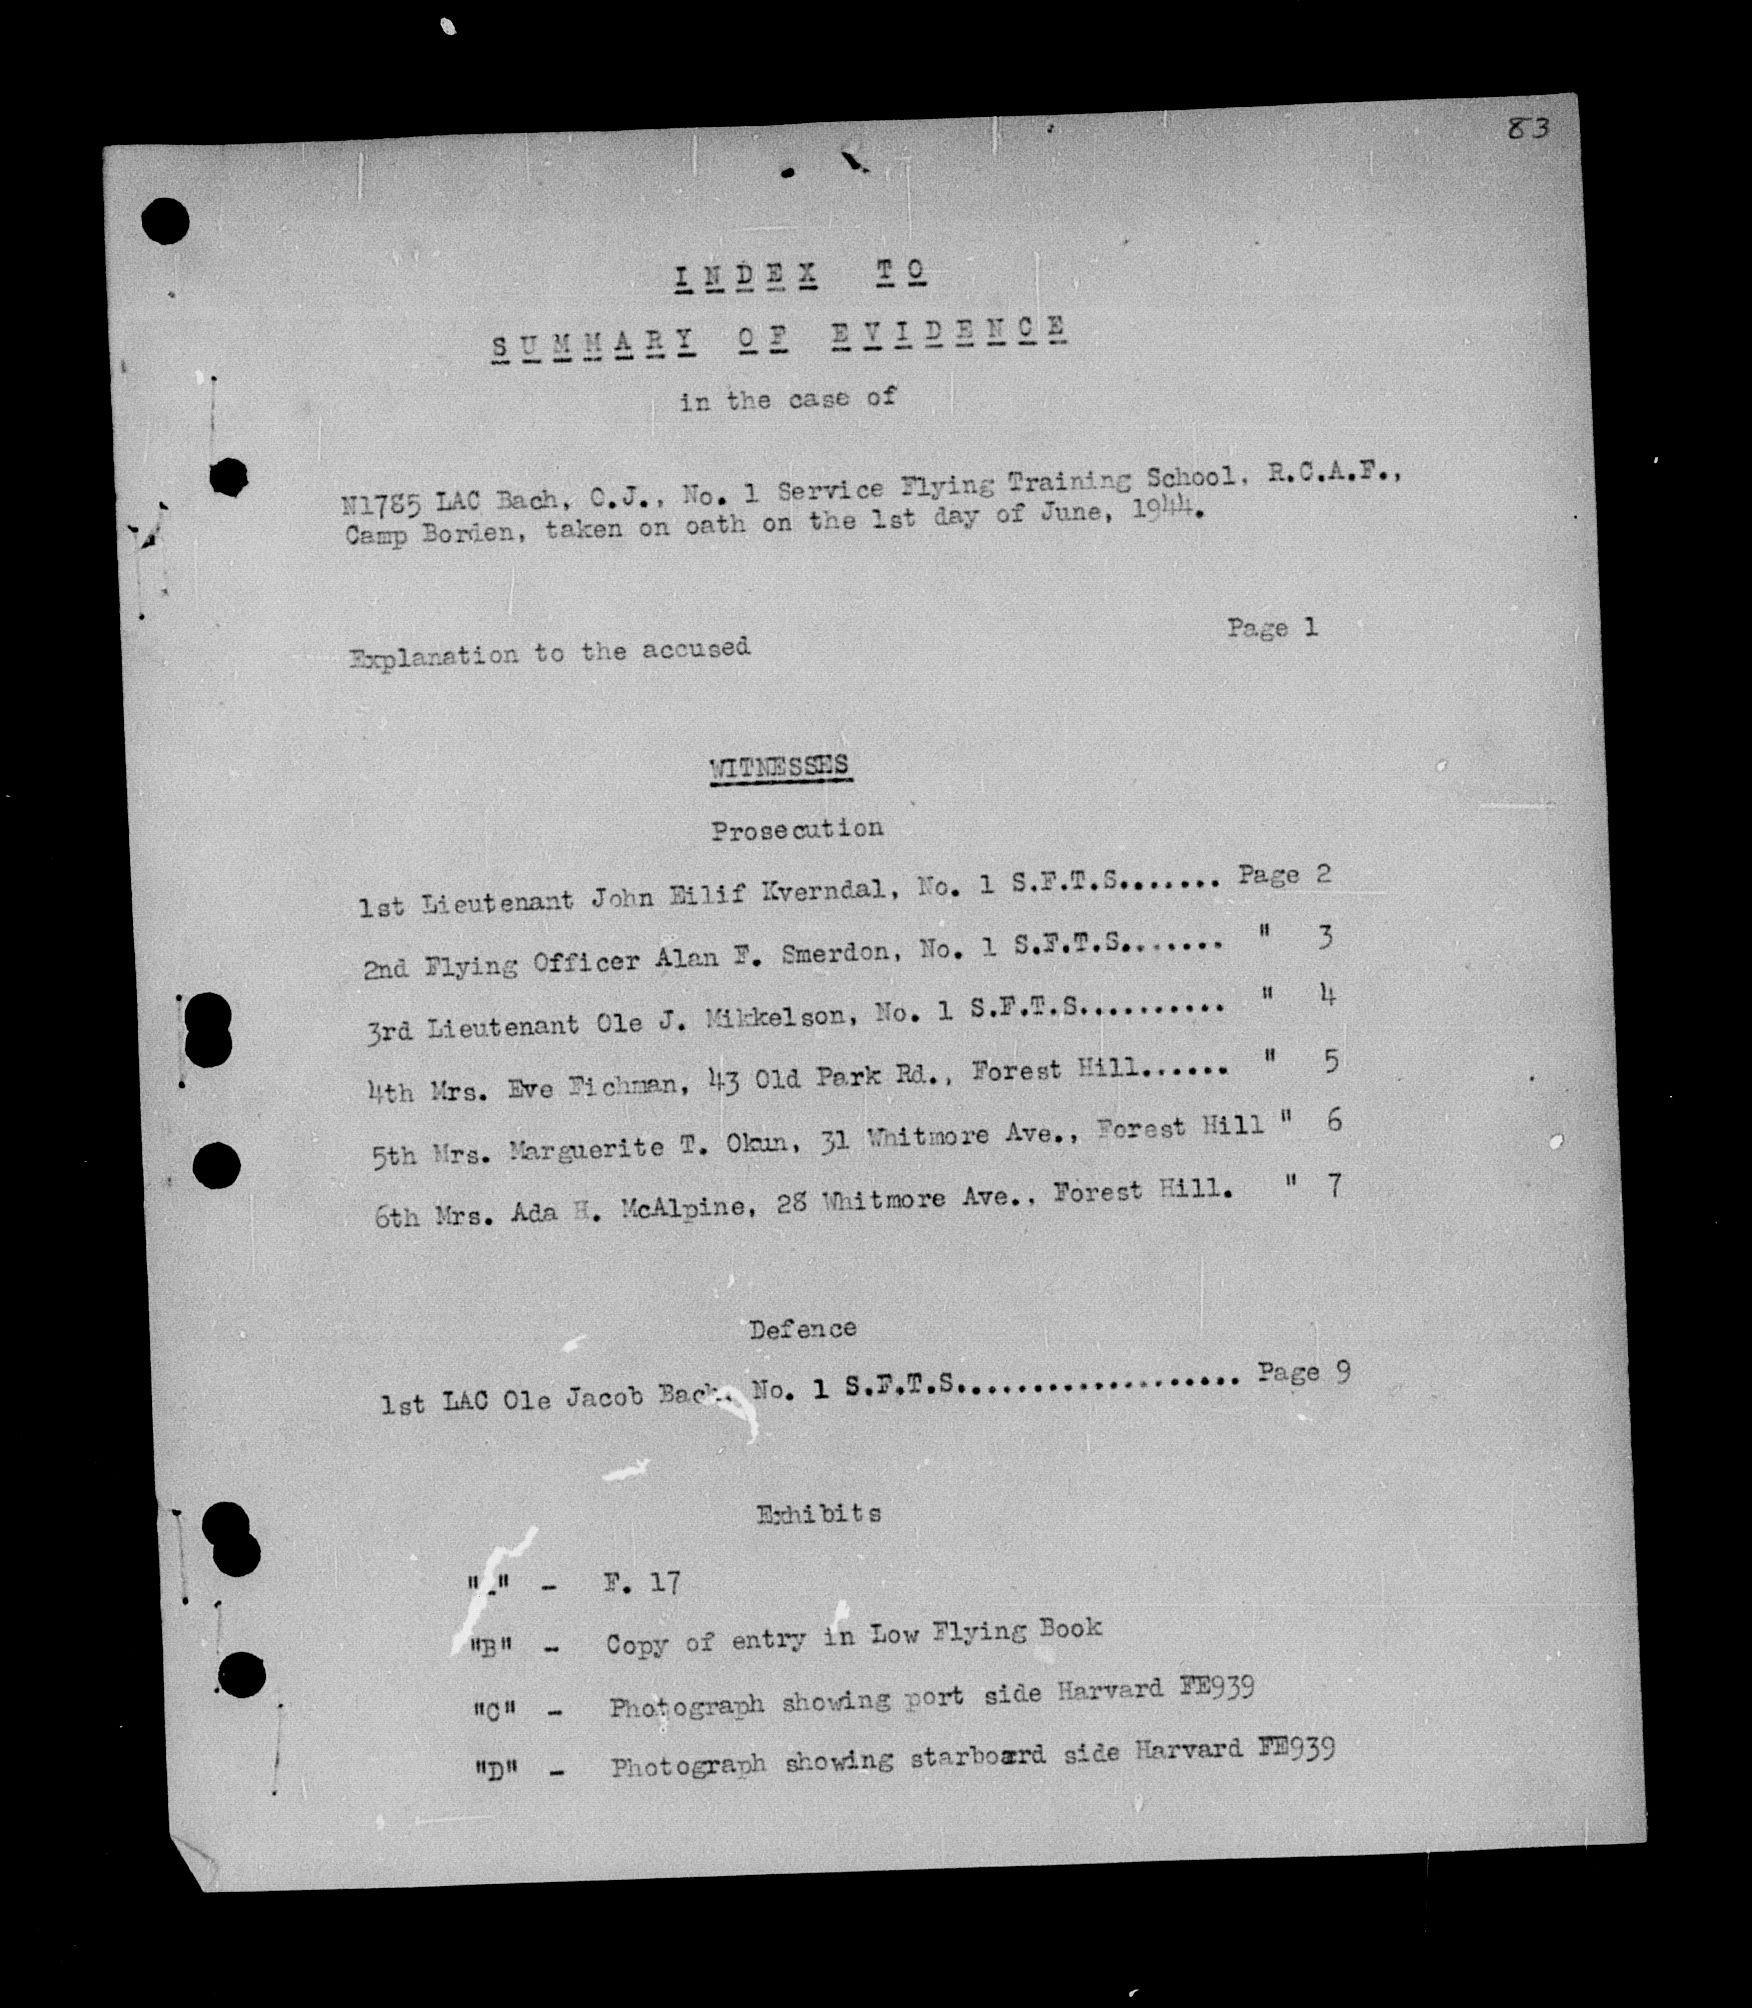 83
INDEX TO
SUMMARY OF EVIDENCE
in the case of
N1785 LAC Bach, O.J., No. 1 Service Flying Training School, R.C.A.F.,
Camp Borden, taken on oath on the 1st day of June, 1944.
Explanation to the accused Page 1
WITNESSES
Prosecution
1st Lieutenant John Eilif Kverndal, No. 1 S.F.T.S....... Page 2
2nd Flying Officer Alan F. Smerdon, No. 1 S.F.T.S....... " 3
3rd Lieutenant Ole J. Mikkelson, No. 1 S.F.T.S.......... " 4
4th Mrs. Eve Fichman, 43 Old Park Rd., Forest Hill...... " 5
5th Mrs. Marguerite T. Okun, 31 Whitmore Ave., Forest Hill " 6
6th Mrs. Ada H. McAlpine, 28 Whitmore Ave., Forest Hill. " 7
Defence
1st LAC Ole Jacob Bach, No. 1 S.F.T.S................... Page 9
Exhibits
" " - F. 17
"B" - Copy of entry in Low Flying Book
"C" - Photograph showing port side Harvard FE939
"D" - Photograph showing starboard side Harvard FE939